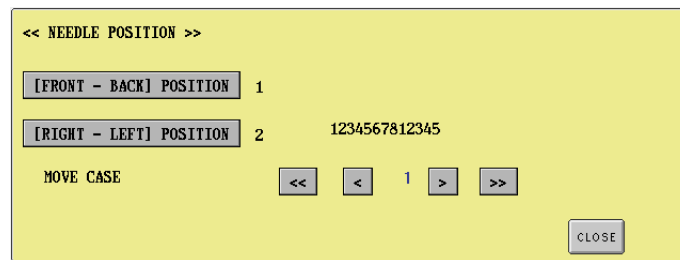 << NEEDLE POSITION >>
[FRONT - BACK] POSITION 1
[RIGHT - LEFT] POSITION 2 1234567812345
MOVE CASE << < 1 > >>
CLOSE